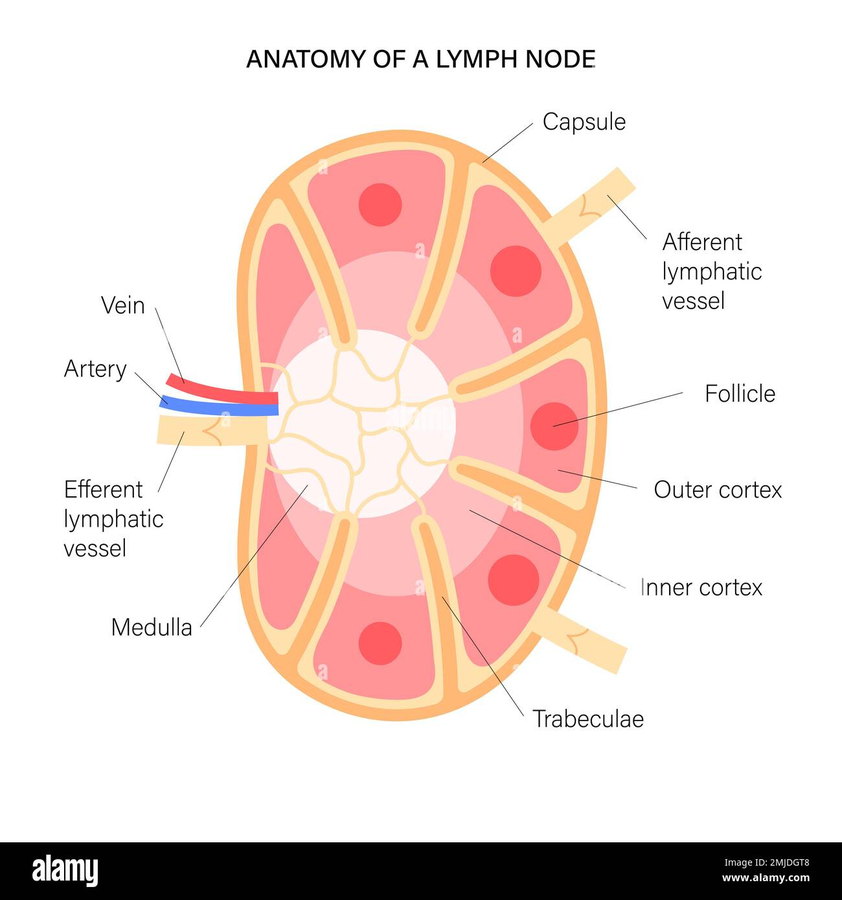 ANATOMY OF A LYMPH NODE
Capsule
Afferent
lymphatic
vessel
Vein
Artery
Follicle
Efferent
lymphatic
vessel
Outer cortex
Inner cortex
Medulla
Trabeculae
a
a
a
a
a
alamy
a
a
a
a
alamy
Image ID: 2MJDGT8
www.alamy.com